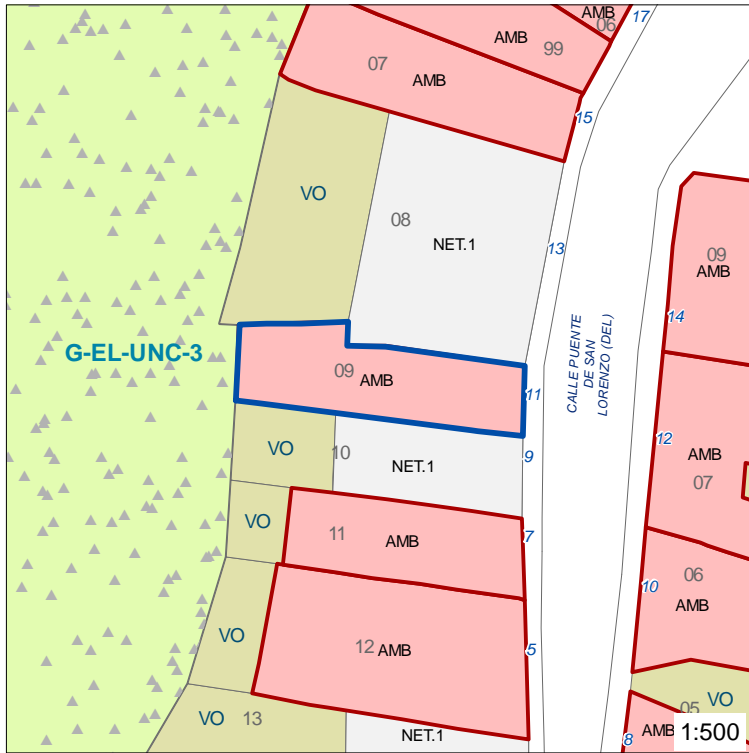 AMB
06
17
AMB
99
07
AMB
15
VO
08
NET.1
13
09
AMB
14
G-EL-UNC-3
CALLE PUENTE
DE SAN
LORENZO (DEL)
09
AMB
11
12
AMB
07
VO
10
NET.1
9
VO
11
AMB
7
10
06
AMB
VO
12
AMB
5
VO
13
NET.1
8
05
VO
AMB
1:500